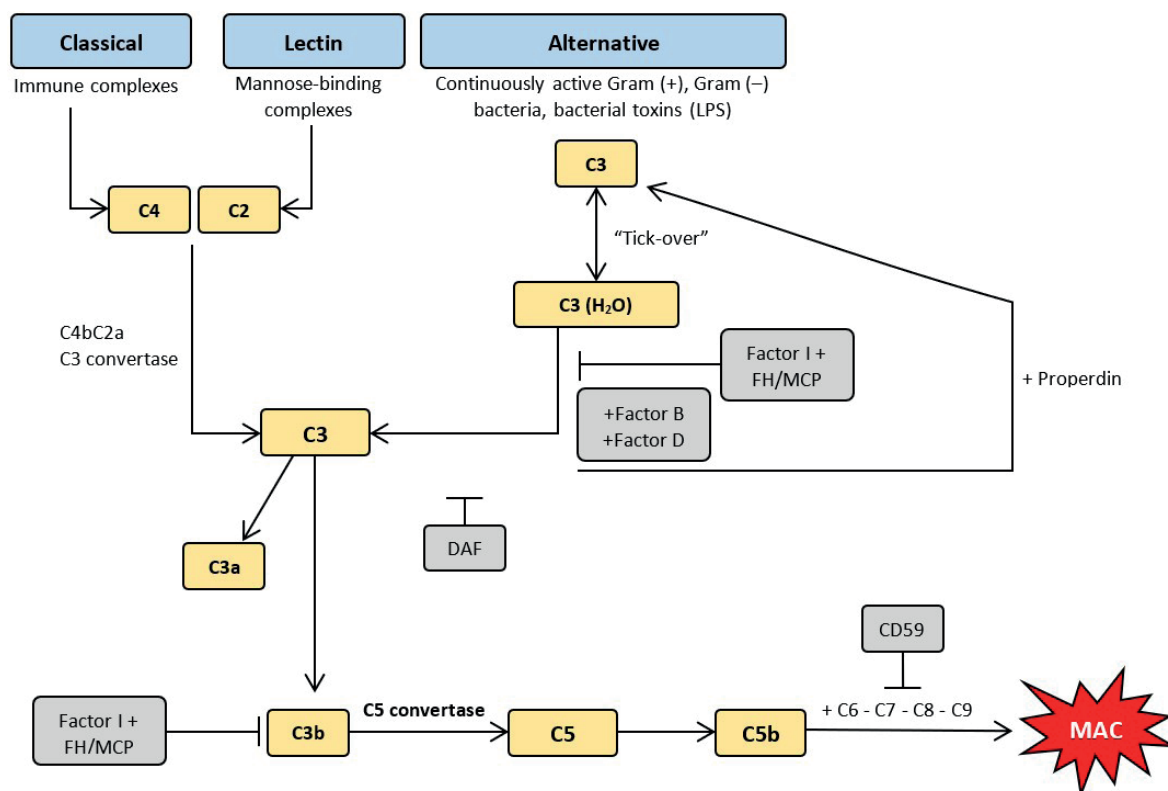 Classical
Lectin
Alternative
Immune complexes
Mannose-binding
complexes
Continuously active Gram (+), Gram (–)
bacteria, bacterial toxins (LPS)
C3
C4
C2
“Tick-over”
C3 (H₂O)
C4bC2a
C3 convertase
Factor I +
FH/MCP
+ Properdin
+Factor B
+Factor D
C3
DAF
C3a
CD59
Factor I +
FH/MCP
C3b
C5 convertase
C5
C5b
+ C6 - C7 - C8 - C9
MAC